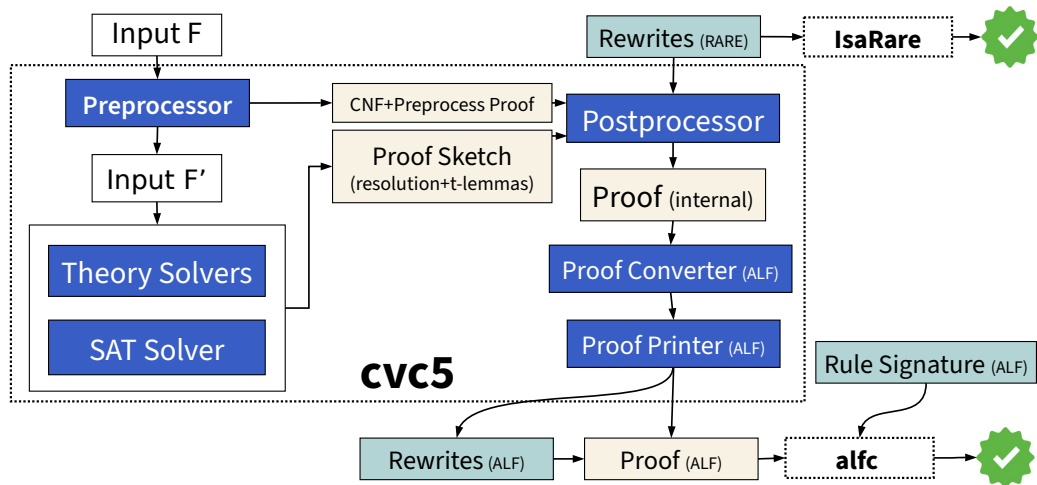 Input F
Rewrites (RARE)
IsaRare
Preprocessor
CNF+Preprocess Proof
Postprocessor
Input F’
Proof Sketch
(resolution+t-lemmas)
Proof (internal)
Theory Solvers
Proof Converter (ALF)
SAT Solver
Proof Printer (ALF)
cvc5
Rule Signature (ALF)
Rewrites (ALF)
Proof (ALF)
alfc